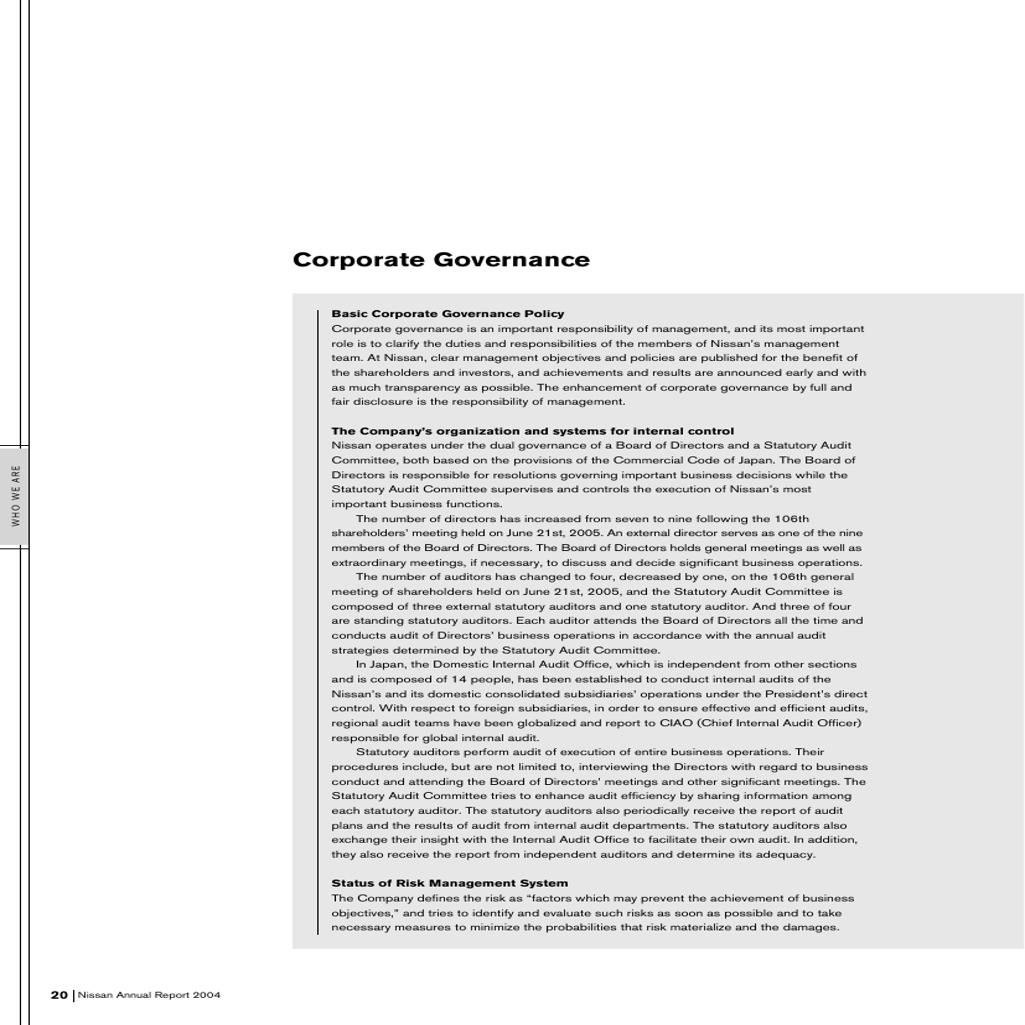 Corporate Governance
Basic Corporate Governance Policy
Corporate governance is an important responsibility of management, and its most important
role is to clarify the duties and responsibilities of the members of Nissan's management
team. At Nissan, clear management objectives and policies are published for the benefit of
the shareholders and investors, and achievements and results are announced early and with
as much transparency as possible. The enhancement of corporate governance by full and
fair disclosure is the responsibility of management.
The Company's organization and systems for internal control
Nissan operates under the dual governance of a Board of Directors and a Statutory Audit
Committee, both based on the provisions of the Commercial Code of Japan. The Board of
Directors is responsible for resolutions governing important business decisions while the
Statutory Audit Committee supervises and controls the execution of Nissan's most
important business functions.
The number of directors has increased from seven to nine following the 106th
shareholders' meeting held on June 21st, 2005. An external director serves as one of the nine
members of the Board of Directors. The Board of Directors holds general meetings as well as
extraordinary meetings, if necessary, to discuss and decide significant business operations.
The number of auditors has changed to four, decreased by one, on the 106th general
meeting of shareholders held on June 21st, 2005, and the Statutory Audit Committee is
composed of three external statutory auditors and one statutory auditor. And three of four
are standing statutory auditors. Each auditor attends the Board of Directors all the time and
conducts audit of Directors' business operations in accordance with the annual audit
strategies determined by the Statutory Audit Committee.
In Japan, the Domestic Internal Audit Office, which is independent from other sections
and is composed of 14 people, has been established to conduct internal audits of the
Nissan's and its domestic consolidated subsidiaries' operations under the President's direct
control. With respect to foreign subsidiaries, in order to ensure effective and efficient audits,
regional audit teams have been globalized and report to CIAO (Chief Internal Audit Officer)
responsible for global internal audit.
Statutory auditors perform audit of execution of entire business operations. Their
procedures include, but are not limited to, interviewing the Directors with regard to business
conduct and attending the Board of Directors' meetings and other significant meetings. The
Statutory Audit Committee tries to enhance audit efficiency by sharing information among
each statutory auditor. The statutory auditors also periodically receive the report of audit
plans and the results of audit from internal audit departments. The statutory auditors also
exchange their insight with the Internal Audit Office to facilitate their own audit. In addition,
they also receive the report from independent auditors and determine its adequacy.
Status of Risk Management System
The Company defines the risk as “factors which may prevent the achievement of business
objectives,” and tries to identify and evaluate such risks as soon as possible and to take
necessary measures to minimize the probabilities that risk materialize and the damages.
WHO WE ARE
20 | Nissan Annual Report 2004